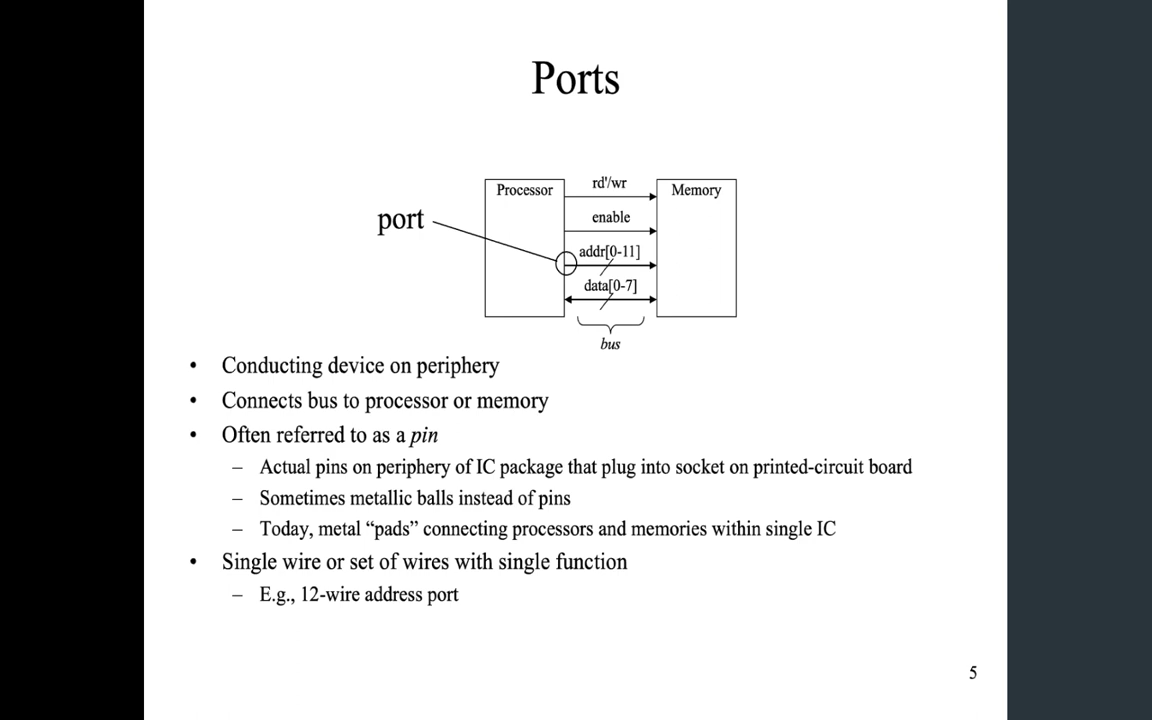 Ports
Processor
rd'/wr
Memory
port
enable
addr[0-11]
data[0-7]
bus
• Conducting device on periphery
• Connects bus to processor or memory
• Often referred to as a pin
– Actual pins on periphery of IC package that plug into socket on printed-circuit board
– Sometimes metallic balls instead of pins
– Today, metal “pads” connecting processors and memories within single IC
• Single wire or set of wires with single function
– E.g., 12-wire address port
5